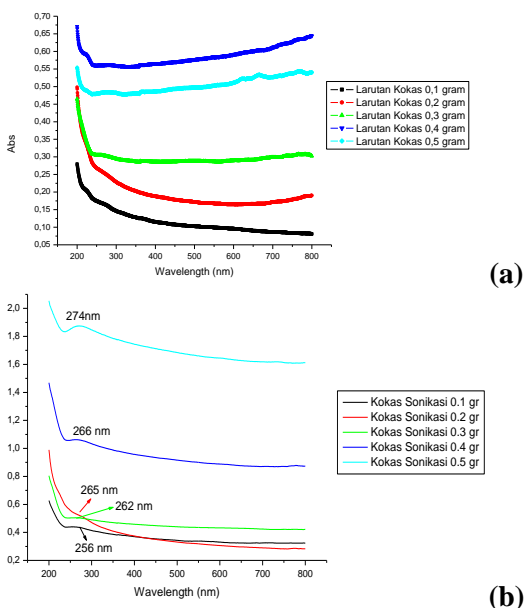 0,70
0,65
0,60
0,55
0,50
0,45
0,40
0,35
0,30
0,25
0,20
0,15
0,10
0,05
Abs
200 300 400 500 600 700 800
Wavelength (nm)
Larutan Kokas 0,1 gram
Larutan Kokas 0,2 gram
Larutan Kokas 0,3 gram
Larutan Kokas 0,4 gram
Larutan Kokas 0,5 gram
(a)
2,0
1,8
1,6
1,4
1,2
1,0
0,8
0,6
0,4
0,2
274nm
266 nm
265 nm
262 nm
256 nm
200 300 400 500 600 700 800
Wavelength (nm)
Kokas Sonikasi 0.1 gr
Kokas Sonikasi 0.2 gr
Kokas Sonikasi 0.3 gr
Kokas Sonikasi 0.4 gr
Kokas Sonikasi 0.5 gr
(b)